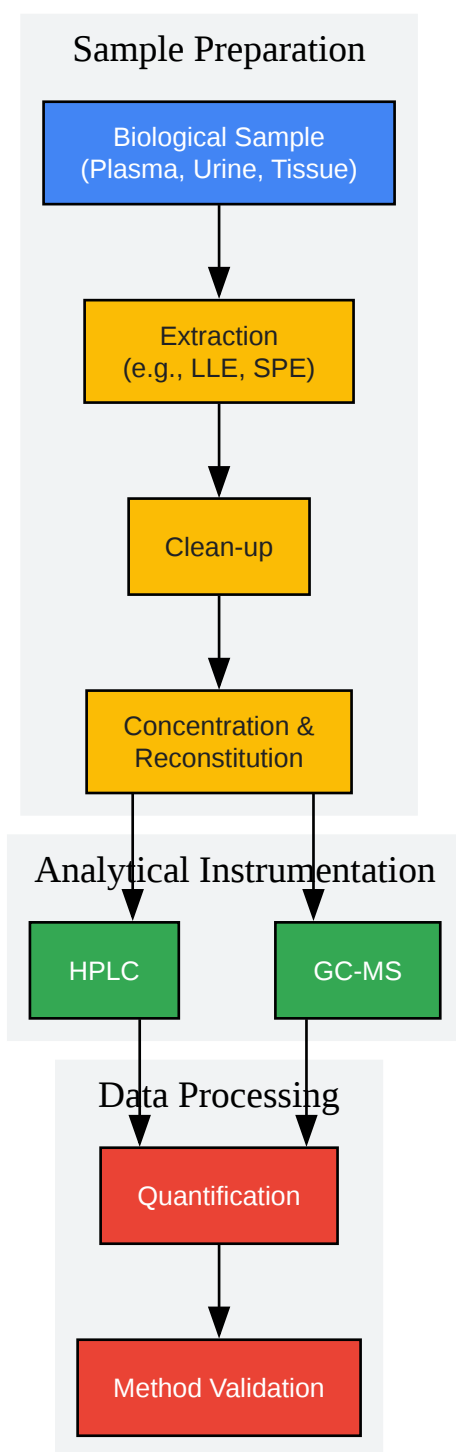 Sample Preparation
Biological Sample
(Plasma, Urine, Tissue)
Extraction
(e.g., LLE, SPE)
Clean-up
Concentration &
Reconstitution
Analytical Instrumentation
HPLC
GC-MS
Data Processing
Quantification
Method Validation